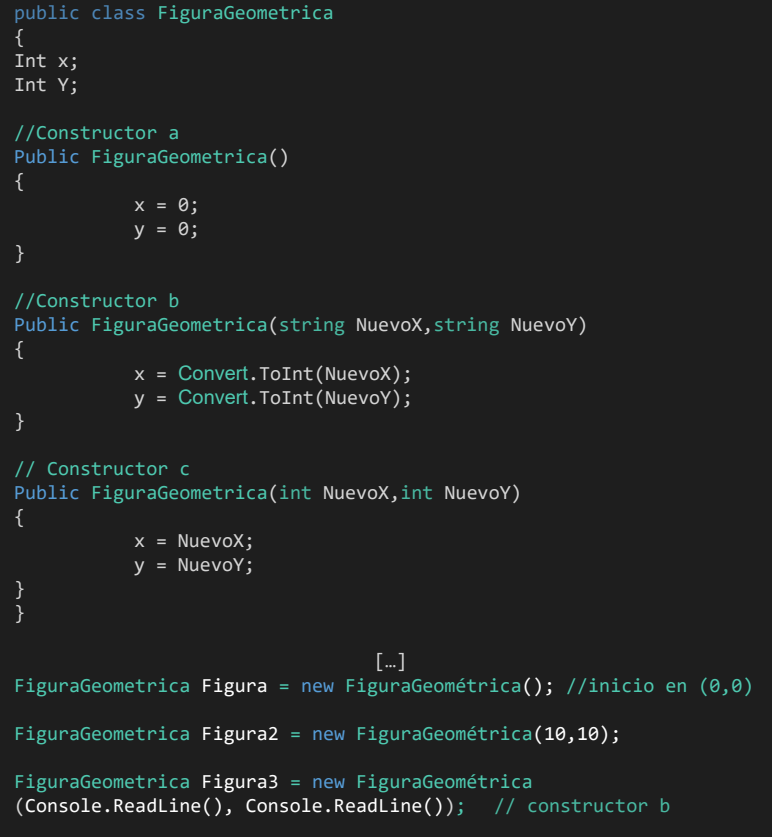 public class FiguraGeometrica
{
Int x;
Int Y;
//Constructor a
Public FiguraGeometrica()
{
x = 0;
y = 0;
}
//Constructor b
Public FiguraGeometrica(string NuevoX,string NuevoY)
{
x = Convert.ToInt(NuevoX);
y = Convert.ToInt(NuevoY);
}
// Constructor c
Public FiguraGeometrica(int NuevoX,int NuevoY)
{
x = NuevoX;
y = NuevoY;
}
}
[…]
FiguraGeometrica Figura = new FiguraGeométrica(); //inicio en (0,0)
FiguraGeometrica Figura2 = new FiguraGeométrica(10,10);
FiguraGeometrica Figura3 = new FiguraGeométrica
(Console.ReadLine(), Console.ReadLine()); // constructor b